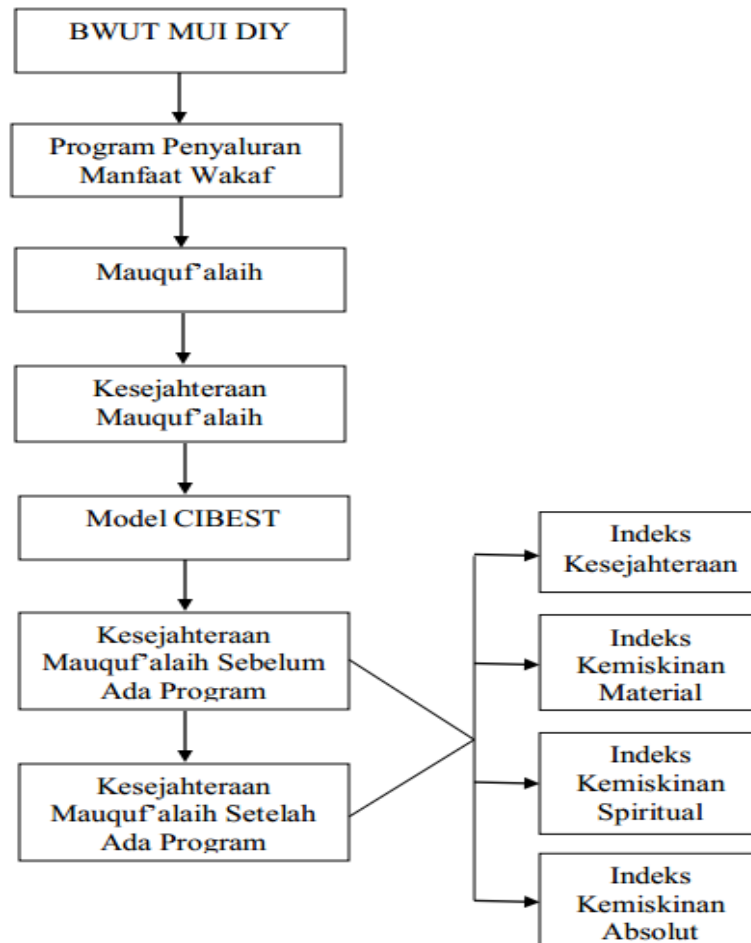 BWUT MUI DIY
Program Penyaluran
Manfaat Wakaf
Mauquf’alaih
Kesejahteraan
Mauquf’alaih
Model CIBEST
Kesejahteraan
Mauquf’alaih Sebelum
Ada Program
Kesejahteraan
Mauquf’alaih Setelah
Ada Program
Indeks
Kesejahteraan
Indeks
Kemiskinan
Material
Indeks
Kemiskinan
Spiritual
Indeks
Kemiskinan
Absolut